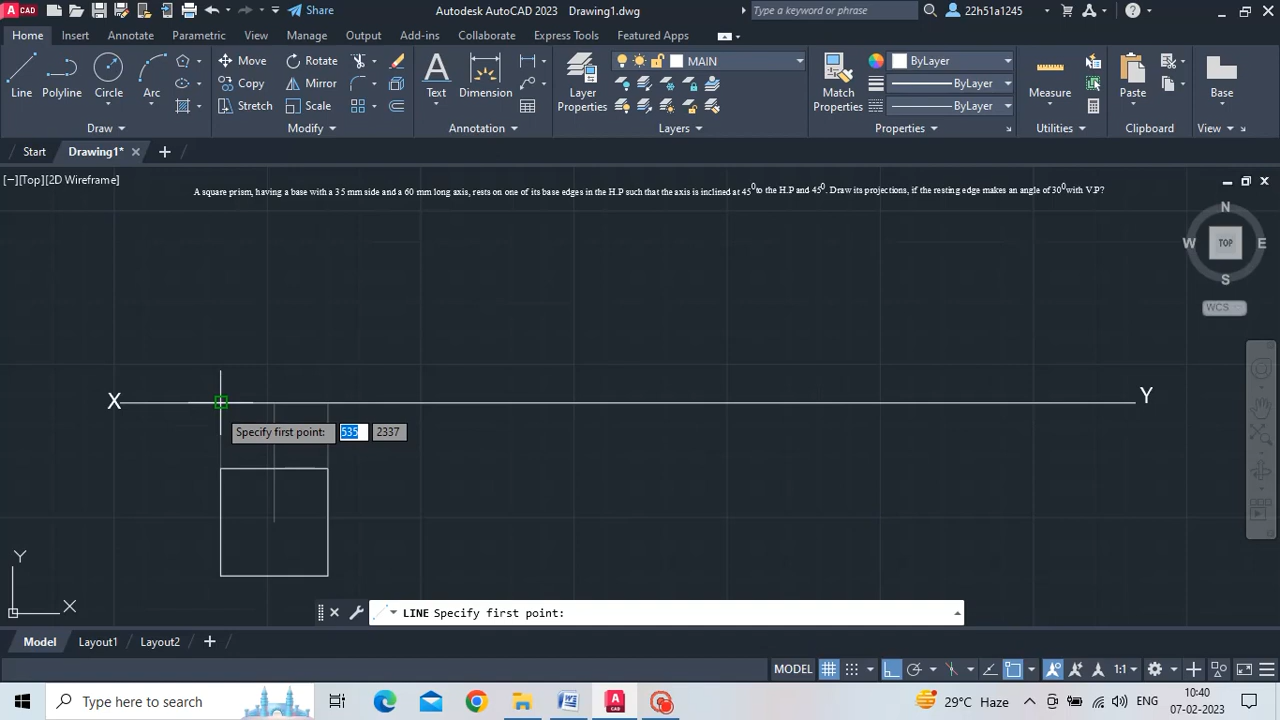 Share
Autodesk AutoCAD 2023 Drawing1.dwg
Type a keyword or phrase
22h51a1245
Home Insert Annotate Parametric View Manage Output Add-ins Collaborate Express Tools Featured Apps
Line Polyline Circle Arc
Move Rotate
Copy Mirror
Stretch Scale
Text Dimension
Layer Properties
MAIN
Match Properties
ByLayer
ByLayer
ByLayer
Measure Paste Base
Draw Modify Annotation Layers Properties Utilities Clipboard View
Start Drawing1*
[−][Top][2D Wireframe]
A square prism, having a base with a 35 mm side and a 60 mm long axis, rests on one of its base edges in the H.P such that the axis is inclined at 45⁰to the H.P and 45⁰. Draw its projections, if the resting edge makes an angle of 30⁰with V.P?
N
W TOP E
S
WCS
X Y
Specify first point: 535 2337
Y
X
LINE Specify first point:
Model Layout1 Layout2
MODEL 1:1
Type here to search
29°C Haze ENG 10:40
07-02-2023